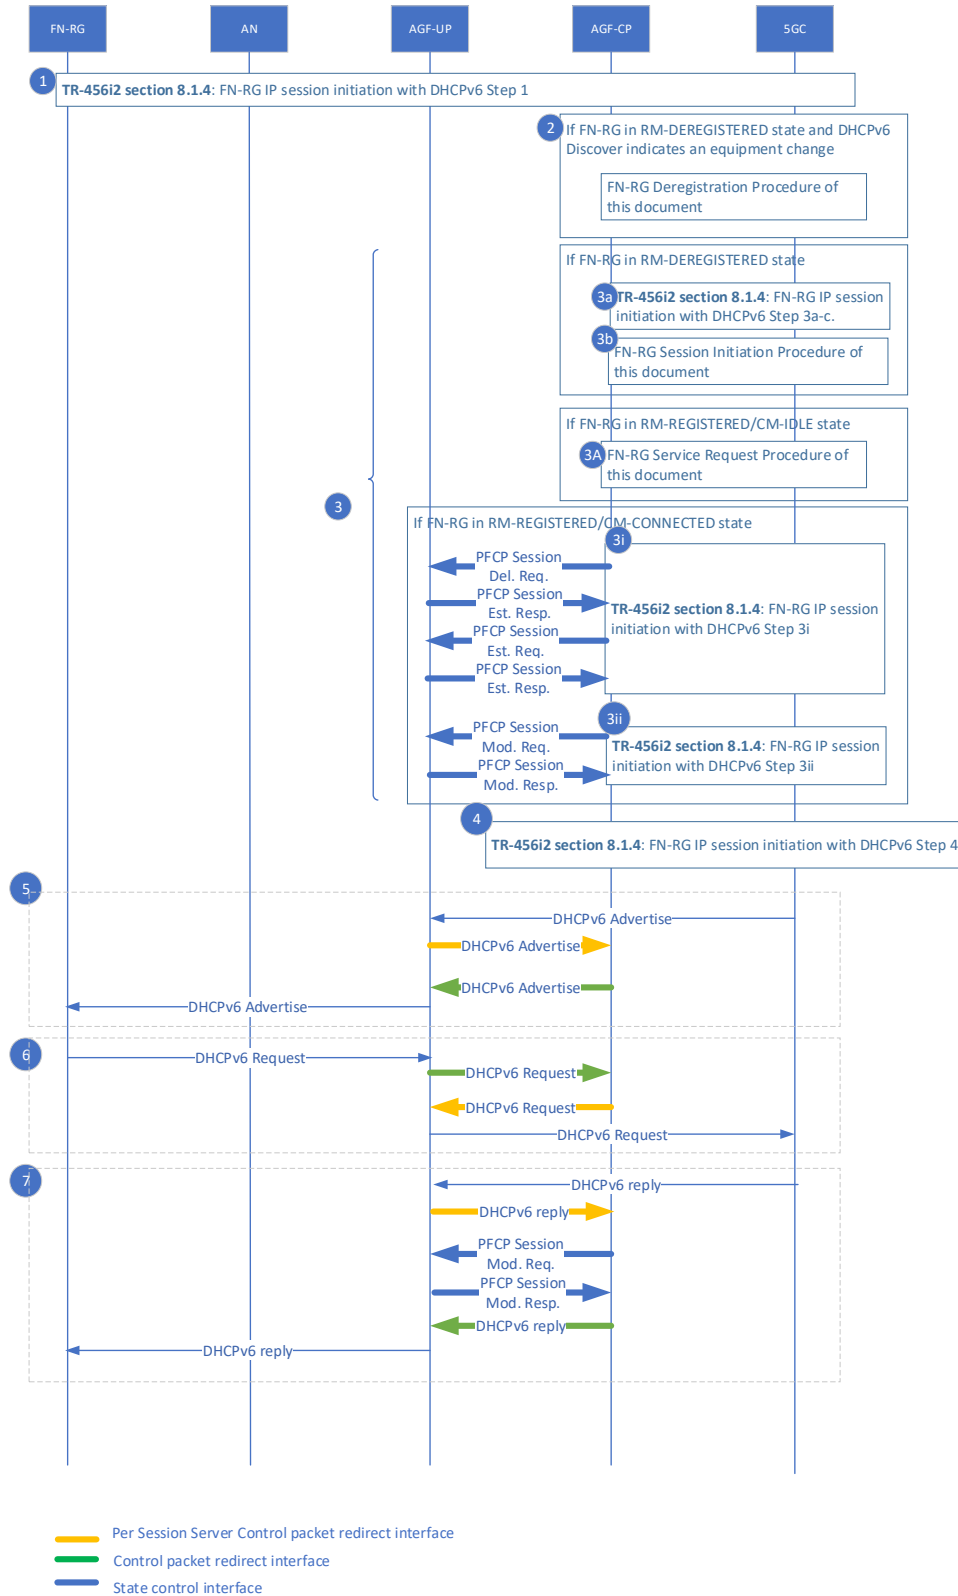 FN-RG
AN
AGF-UP
AGF-CP
5GC
1
TR-456i2 section 8.1.4: FN-RG IP session initiation with DHCPv6 Step 1
2
If FN-RG in RM-DEREGISTERED state and DHCPv6
Discover indicates an equipment change
FN-RG Deregistration Procedure of
this document
3
If FN-RG in RM-DEREGISTERED state
3a
TR-456i2 section 8.1.4: FN-RG IP session
initiation with DHCPv6 Step 3a-c.
3b
FN-RG Session Initiation Procedure of
this document
If FN-RG in RM-REGISTERED/CM-IDLE state
3A
FN-RG Service Request Procedure of
this document
If FN-RG in RM-REGISTERED/CM-CONNECTED state
3i
PFCP Session
Del. Req.
PFCP Session
Est. Resp.
PFCP Session
Est. Req.
PFCP Session
Est. Resp.
TR-456i2 section 8.1.4: FN-RG IP session
initiation with DHCPv6 Step 3i
3ii
PFCP Session
Mod. Req.
PFCP Session
Mod. Resp.
TR-456i2 section 8.1.4: FN-RG IP session
initiation with DHCPv6 Step 3ii
4
TR-456i2 section 8.1.4: FN-RG IP session initiation with DHCPv6 Step 4
5
DHCPv6 Advertise
DHCPv6 Advertise
DHCPv6 Advertise
DHCPv6 Advertise
6
DHCPv6 Request
DHCPv6 Request
DHCPv6 Request
DHCPv6 Request
7
DHCPv6 reply
DHCPv6 reply
PFCP Session
Mod. Req.
PFCP Session
Mod. Resp.
DHCPv6 reply
DHCPv6 reply
Per Session Server Control packet redirect interface
Control packet redirect interface
State control interface